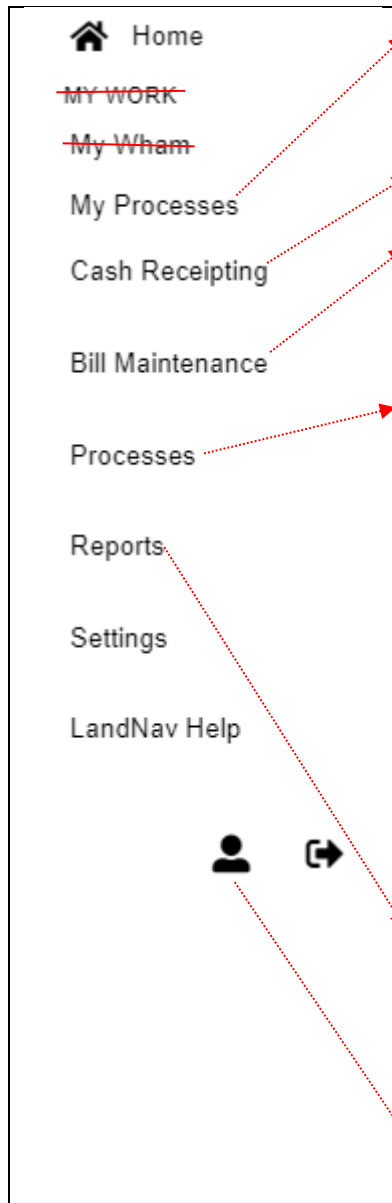 Home
MY WORK
My Wham
My Processes
Cash Receipting
Bill Maintenance
Processes
Reports
Settings
LandNav Help